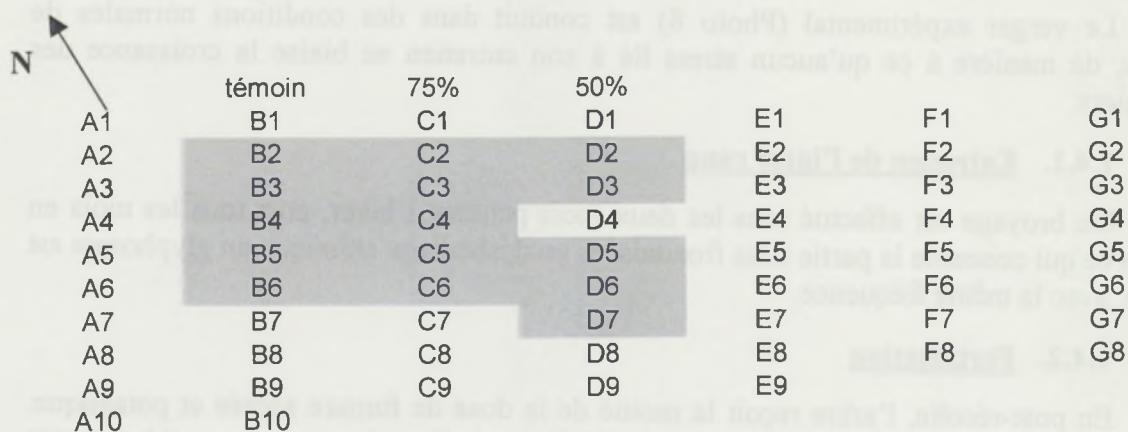 N
témoin 75% 50%
A1 B1 C1 D1 E1 F1 G1
A2 B2 C2 D2 E2 F2 G2
A3 B3 C3 D3 E3 F3 G3
A4 B4 C4 D4 E4 F4 G4
A5 B5 C5 D5 E5 F5 G5
A6 B6 C6 D6 E6 F6 G6
A7 B7 C7 D7 E7 F7 G7
A8 B8 C8 D8 E8 F8 G8
A9 B9 C9 D9 E9
A10 B10